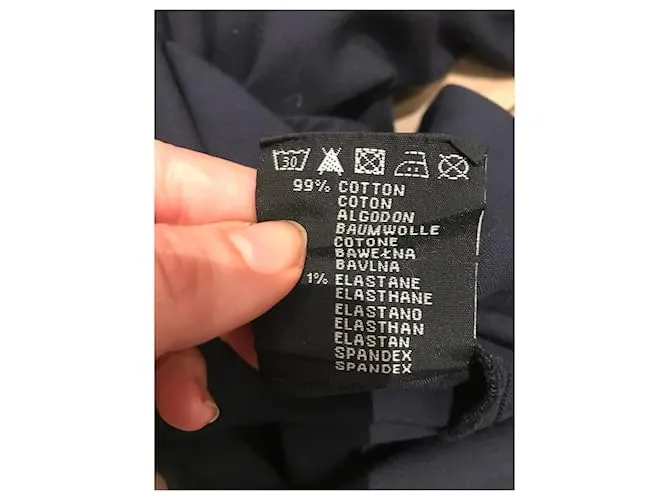 30
99% COTTON
COTON
ALGODON
BAUMWOLLE
COTONE
BAWEŁNA
BAVLNA
1% ELASTANE
ELASTHANE
ELASTANO
ELASTHAN
ELASTAN
SPANDEX
SPANDEX